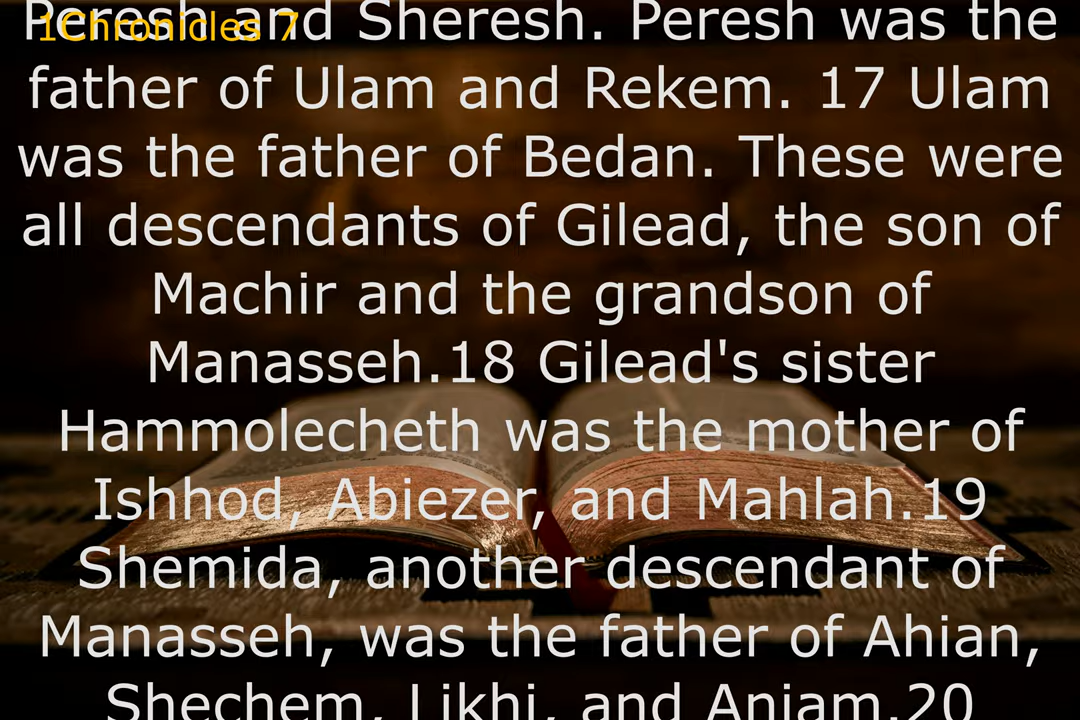 1Chronicles 7
Peresh and Sheresh. Peresh was the
father of Ulam and Rekem. 17 Ulam
was the father of Bedan. These were
all descendants of Gilead, the son of
Machir and the grandson of
Manasseh.18 Gilead's sister
Hammolecheth was the mother of
Ishhod, Abiezer, and Mahlah.19
Shemida, another descendant of
Manasseh, was the father of Ahian,
Shechem, Likhi, and Aniam.20